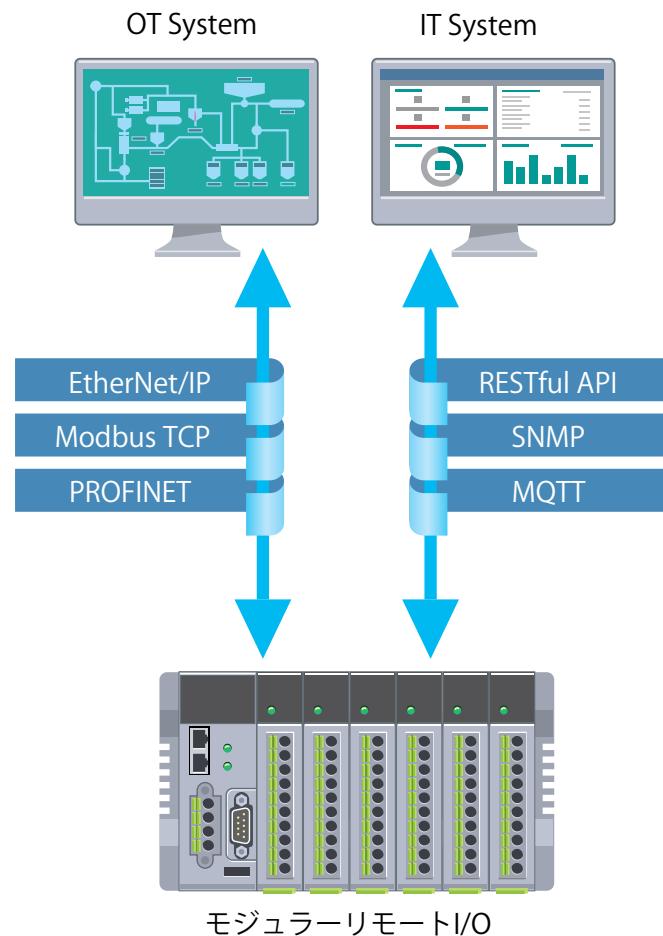 OT System
IT System
EtherNet/IP
Modbus TCP
PROFINET
RESTful API
SNMP
MQTT
モジュラーリモートI/O